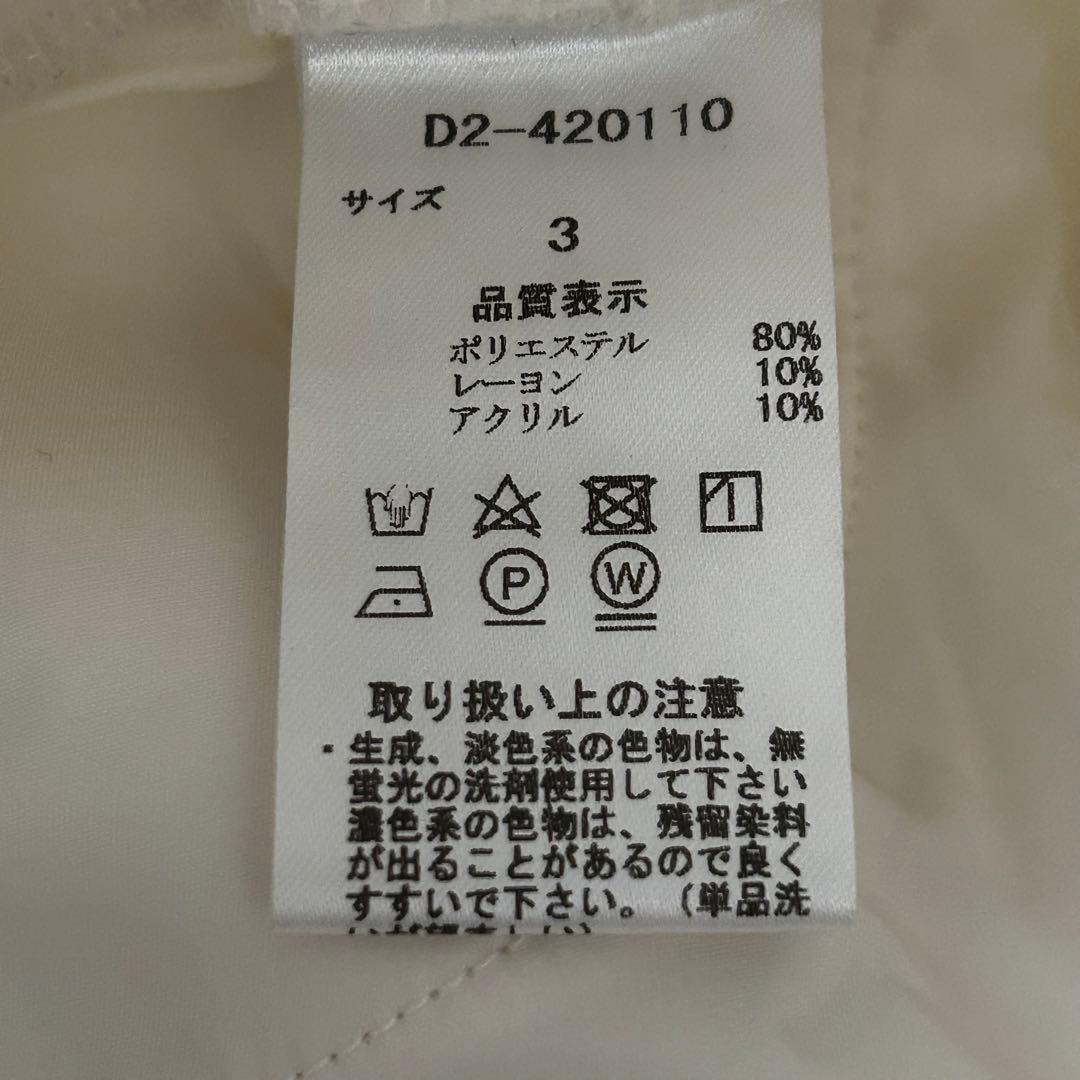 D2-420110
サイズ
3
品質表示
ポリエステル 80%
レーヨン 10%
アクリル 10%
P W
取り扱い上の注意
・生成、淡色系の色物は、無
蛍光の洗剤使用して下さい
濃色系の色物は、残留染料
が出ることがあるので良く
すすいで下さい。（単品洗